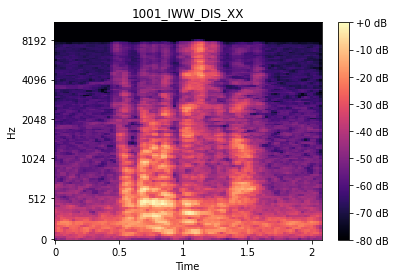 1001_IWW_DIS_XX
+0 dB
8192
-10 dB
4096
-20 dB
-30 dB
2048
Hz
-40 dB
1024
-50 dB
512
-60 dB
-70 dB
0
-80 dB
0
0.5
1
1.5
2
Time